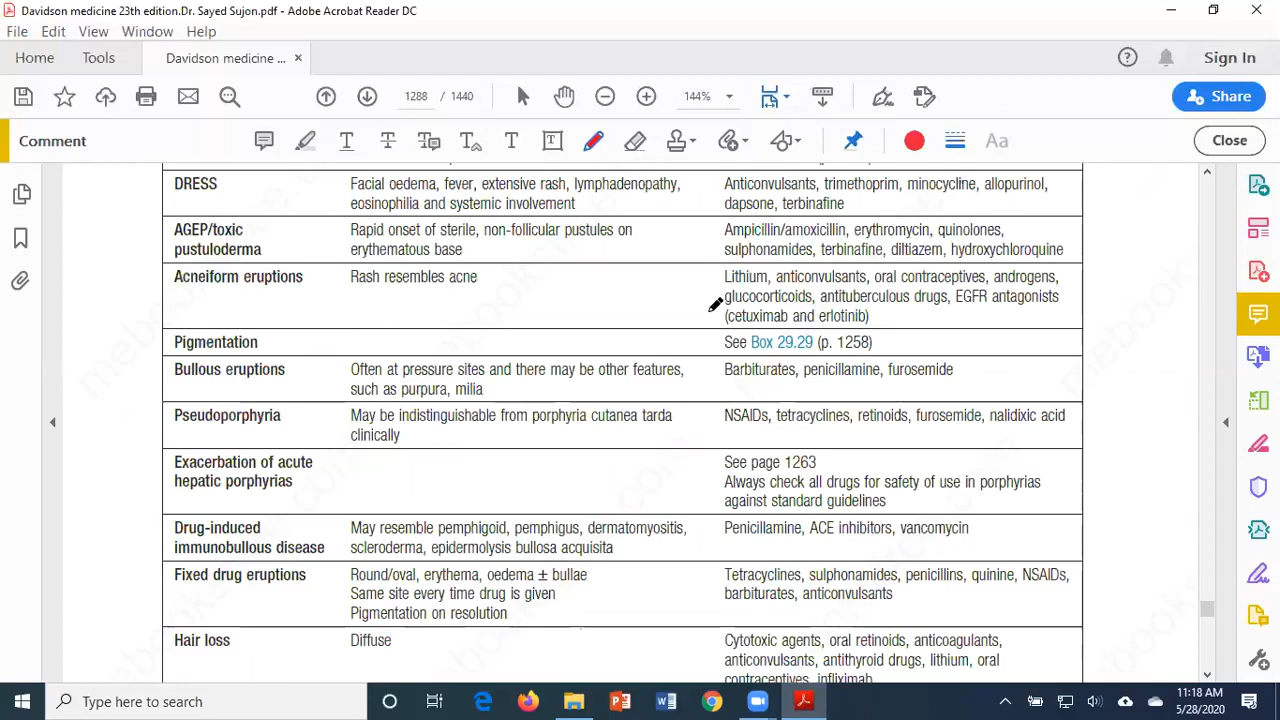 Davidson medicine 23th edition.Dr. Sayed Sujon.pdf - Adobe Acrobat Reader DC
File Edit View Window Help
Home Tools Davidson medicine ... × Sign In
1288 / 1440 144% Share
Comment Close
DRESS Facial oedema, fever, extensive rash, lymphadenopathy, Anticonvulsants, trimethoprim, minocycline, allopurinol,
eosinophilia and systemic involvement dapsone, terbinafine
AGEP/toxic Rapid onset of sterile, non-follicular pustules on Ampicillin/amoxicillin, erythromycin, quinolones,
pustuloderma erythematous base sulphonamides, terbinafine, diltiazem, hydroxychloroquine
Acneiform eruptions Rash resembles acne Lithium, anticonvulsants, oral contraceptives, androgens,
glucocorticoids, antituberculous drugs, EGFR antagonists
(cetuximab and erlotinib)
Pigmentation See Box 29.29 (p. 1258)
Bullous eruptions Often at pressure sites and there may be other features, Barbiturates, penicillamine, furosemide
such as purpura, milia
Pseudoporphyria May be indistinguishable from porphyria cutanea tarda NSAIDs, tetracyclines, retinoids, furosemide, nalidixic acid
clinically
Exacerbation of acute See page 1263
hepatic porphyrias Always check all drugs for safety of use in porphyrias
against standard guidelines
Drug-induced May resemble pemphigoid, pemphigus, dermatomyositis, Penicillamine, ACE inhibitors, vancomycin
immunobullous disease scleroderma, epidermolysis bullosa acquisita
Fixed drug eruptions Round/oval, erythema, oedema ± bullae Tetracyclines, sulphonamides, penicillins, quinine, NSAIDs,
Same site every time drug is given barbiturates, anticonvulsants
Pigmentation on resolution
Hair loss Diffuse Cytotoxic agents, oral retinoids, anticoagulants,
anticonvulsants, antithyroid drugs, lithium, oral
contraceptives, infliximab
Type here to search
11:18 AM
5/28/2020